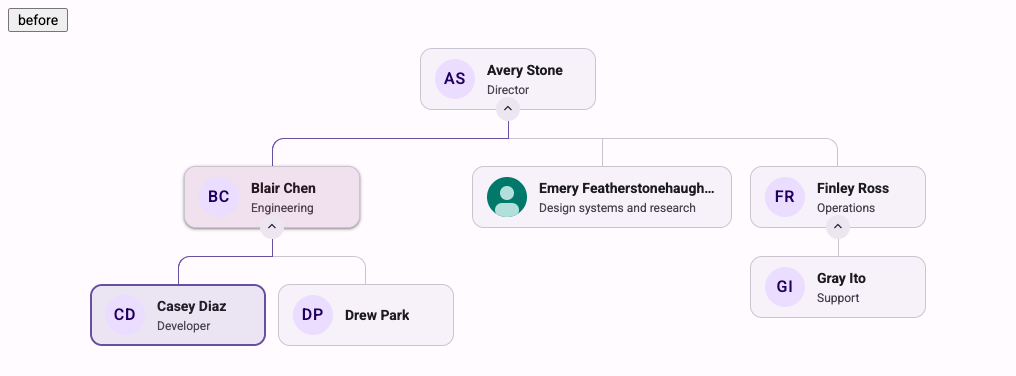 before
AS
Avery Stone
Director
BC
Blair Chen
Engineering
Emery Featherstonehaugh...
Design systems and research
FR
Finley Ross
Operations
CD
Casey Diaz
Developer
DP
Drew Park
GI
Gray Ito
Support